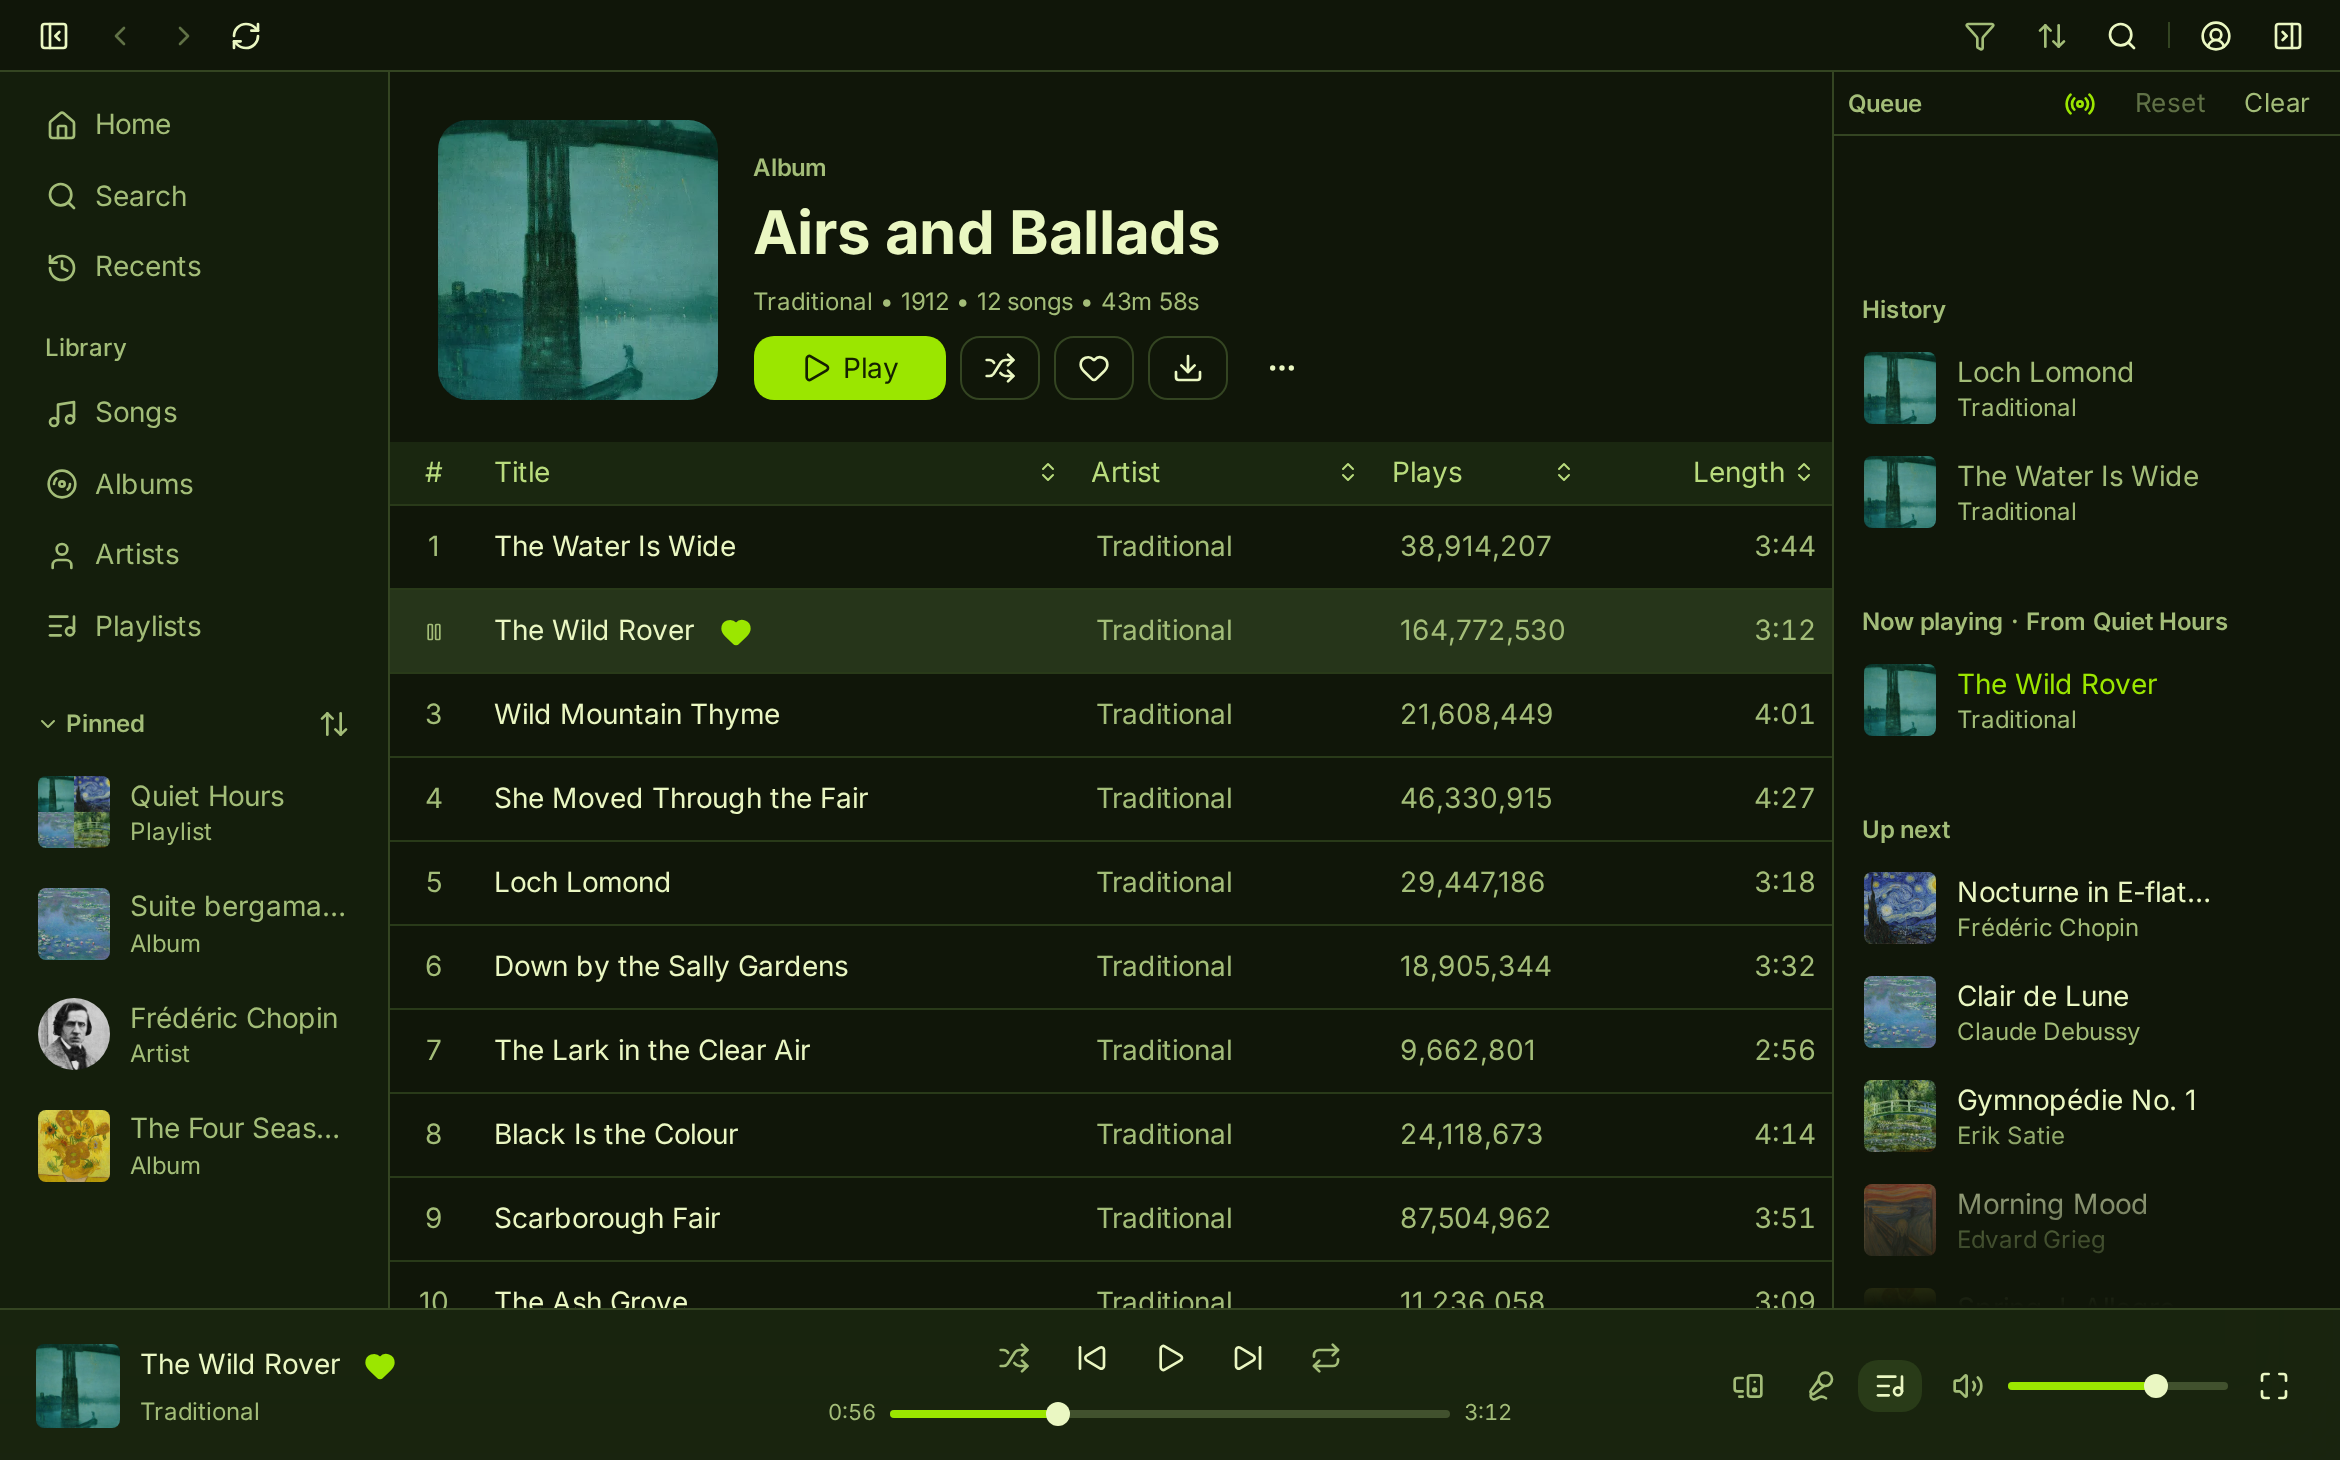 Home
Search
Recents
Library
Songs
Albums
Artists
Playlists
Pinned
Quiet Hours
Playlist
Suite bergama...
Album
Frédéric Chopin
Artist
The Four Seas...
Album
Album
Airs and Ballads
Traditional • 1912 • 12 songs • 43m 58s
Play
# Title Artist Plays Length
1 The Water Is Wide Traditional 38,914,207 3:44
The Wild Rover Traditional 164,772,530 3:12
3 Wild Mountain Thyme Traditional 21,608,449 4:01
4 She Moved Through the Fair Traditional 46,330,915 4:27
5 Loch Lomond Traditional 29,447,186 3:18
6 Down by the Sally Gardens Traditional 18,905,344 3:32
7 The Lark in the Clear Air Traditional 9,662,801 2:56
8 Black Is the Colour Traditional 24,118,673 4:14
9 Scarborough Fair Traditional 87,504,962 3:51
10 The Ash Grove Traditional 11,236,058 3:09
Queue Reset Clear
History
Loch Lomond
Traditional
The Water Is Wide
Traditional
Now playing · From Quiet Hours
The Wild Rover
Traditional
Up next
Nocturne in E-flat...
Frédéric Chopin
Clair de Lune
Claude Debussy
Gymnopédie No. 1
Erik Satie
Morning Mood
Edvard Grieg
The Wild Rover
Traditional
0:56 3:12